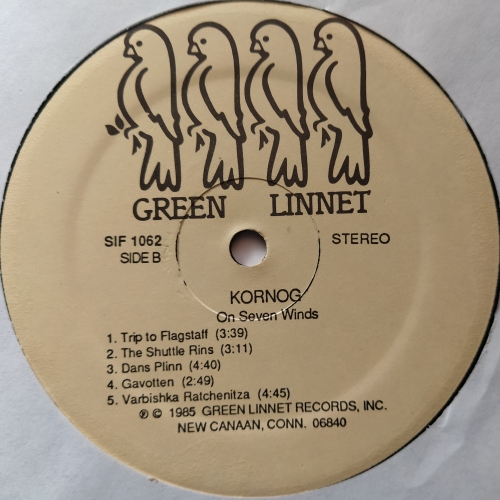 GREEN LINNET
SIF 1062
SIDE B
STEREO
KORNOG
On Seven Winds
1. Trip to Flagstaff (3:39)
2. The Shuttle Rins (3:11)
3. Dans Plinn (4:40)
4. Gavotten (2:49)
5. Varbishka Ratchenitza (4:45)
℗ © 1985 GREEN LINNET RECORDS, INC.
NEW CANAAN, CONN. 06840